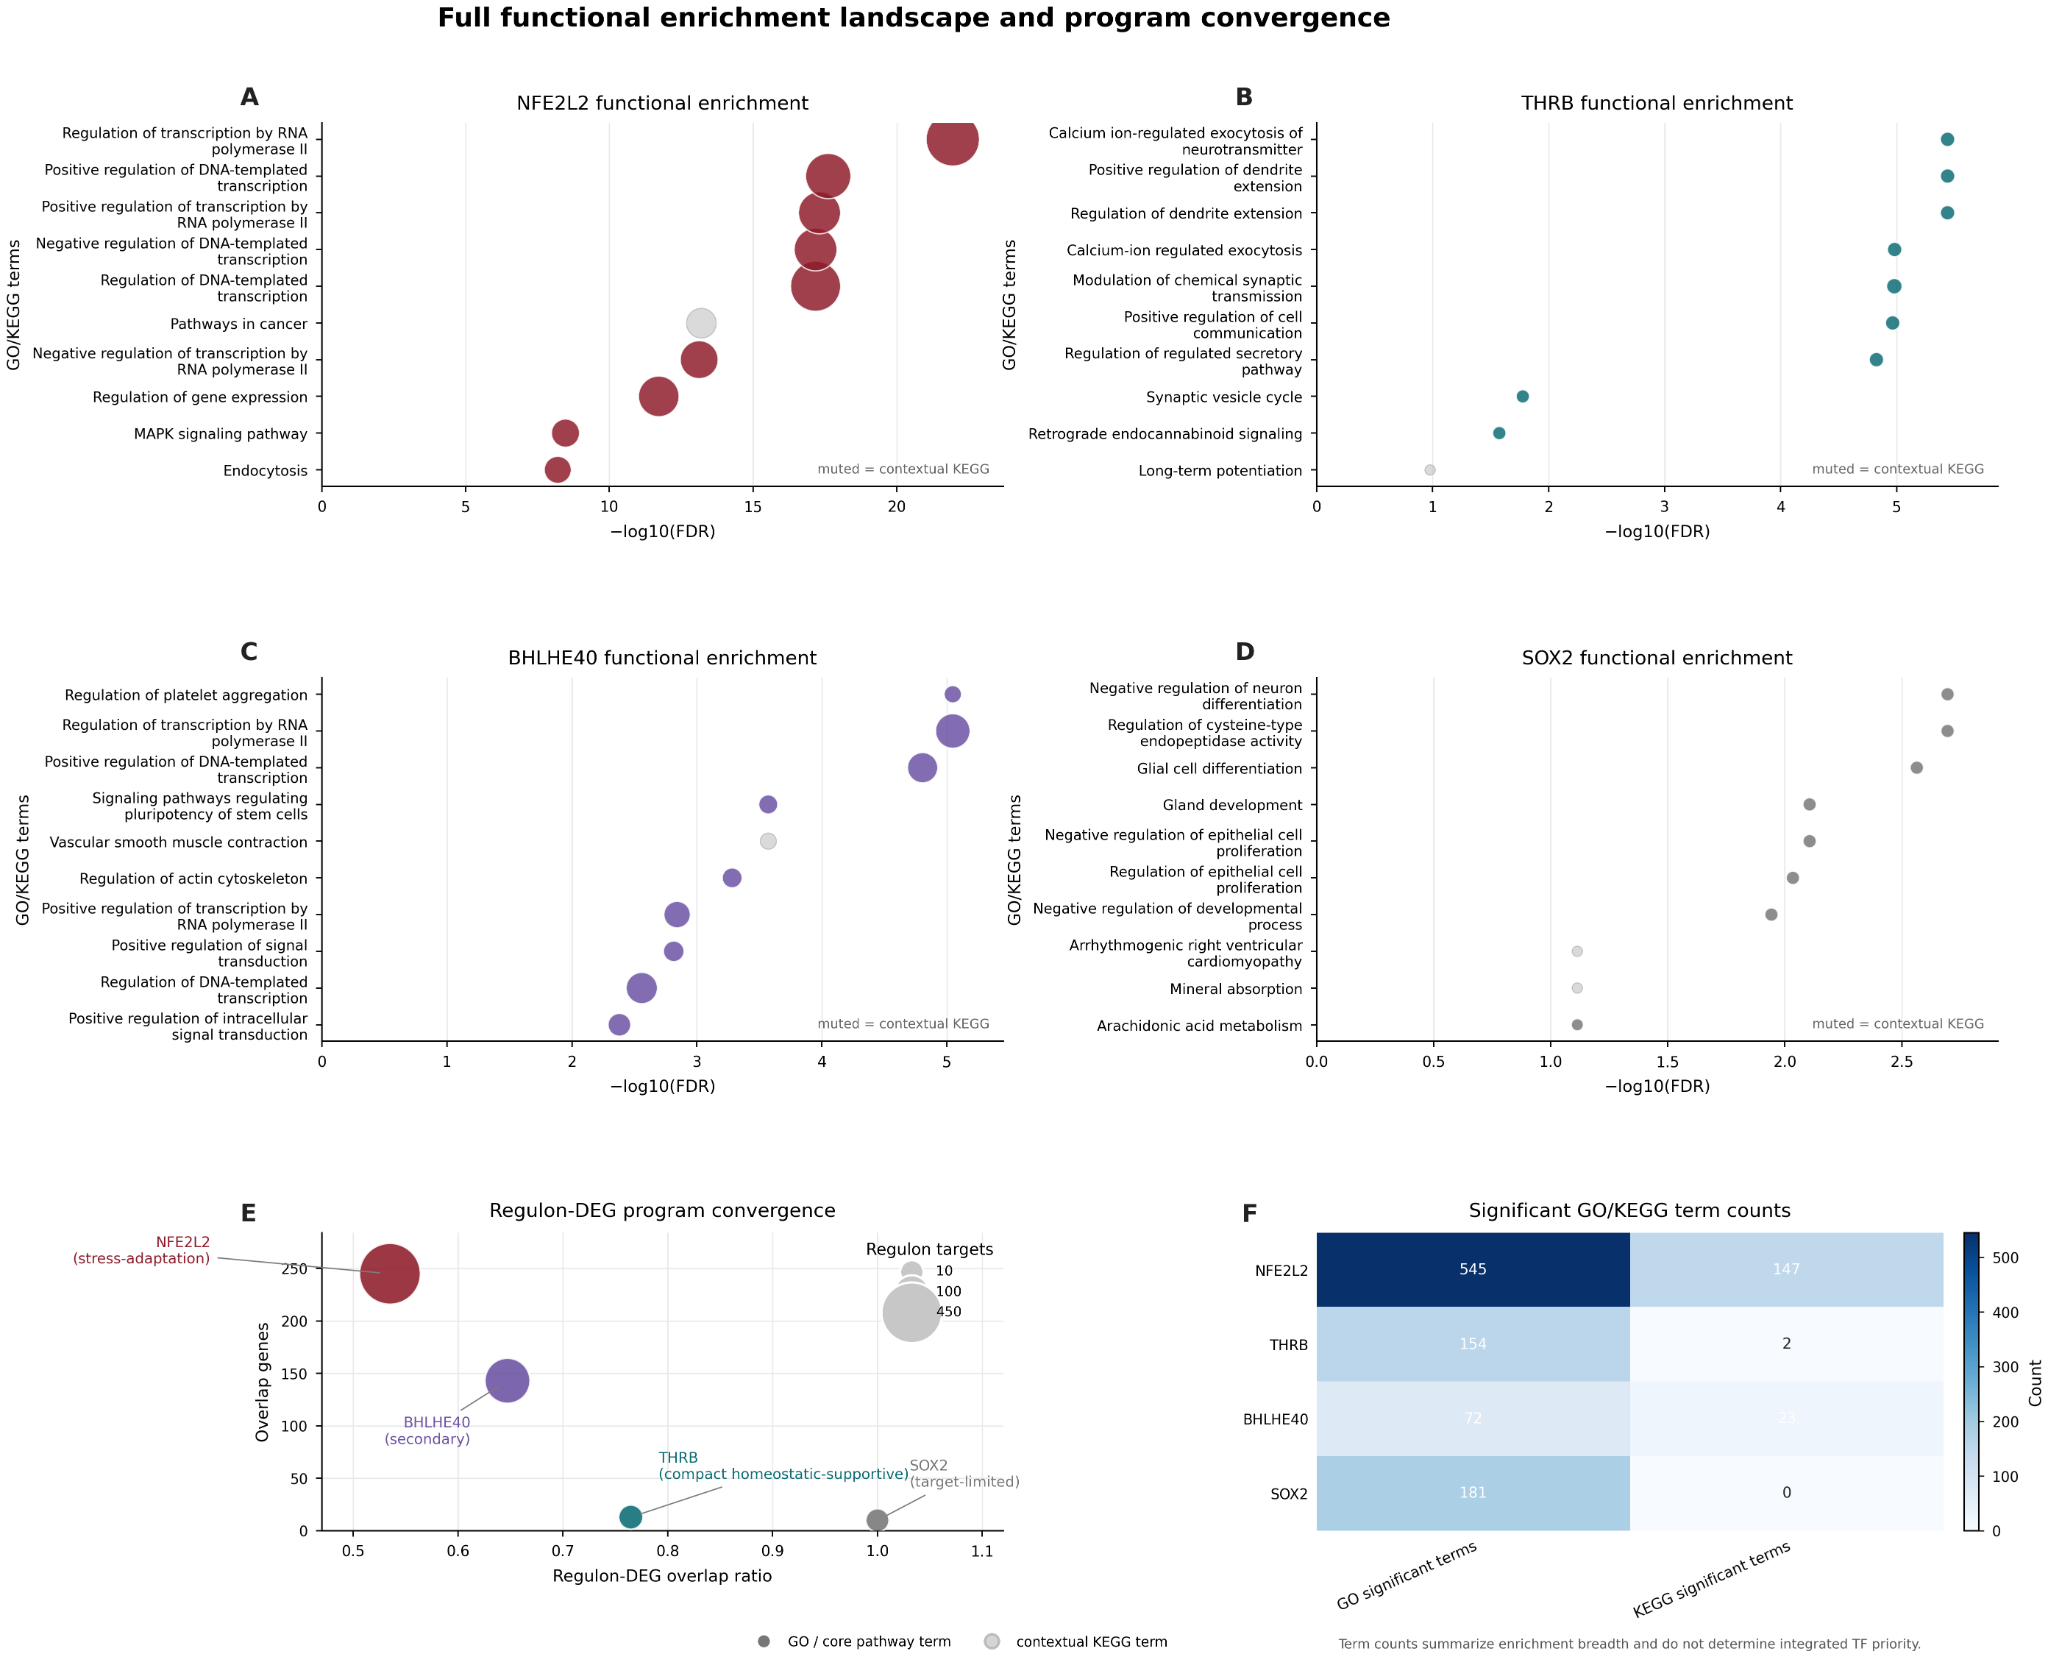 Full functional enrichment landscape and program convergence
A
NFE2L2 functional enrichment
GO/KEGG terms
Regulation of transcription by RNA
polymerase II
Positive regulation of DNA-templated
transcription
Positive regulation of transcription by
RNA polymerase II
Negative regulation of DNA-templated
transcription
Regulation of DNA-templated
transcription
Pathways in cancer
Negative regulation of transcription by
RNA polymerase II
Regulation of gene expression
MAPK signaling pathway
Endocytosis
muted = contextual KEGG
0 5 10 15 20
−log10(FDR)
B
THRB functional enrichment
GO/KEGG terms
Calcium ion-regulated exocytosis of
neurotransmitter
Positive regulation of dendrite
extension
Regulation of dendrite extension
Calcium-ion regulated exocytosis
Modulation of chemical synaptic
transmission
Positive regulation of cell
communication
Regulation of regulated secretory
pathway
Synaptic vesicle cycle
Retrograde endocannabinoid signaling
Long-term potentiation
muted = contextual KEGG
0 1 2 3 4 5
−log10(FDR)
C
BHLHE40 functional enrichment
GO/KEGG terms
Regulation of platelet aggregation
Regulation of transcription by RNA
polymerase II
Positive regulation of DNA-templated
transcription
Signaling pathways regulating
pluripotency of stem cells
Vascular smooth muscle contraction
Regulation of actin cytoskeleton
Positive regulation of transcription by
RNA polymerase II
Positive regulation of signal
transduction
Regulation of DNA-templated
transcription
Positive regulation of intracellular
signal transduction
muted = contextual KEGG
0 1 2 3 4 5
−log10(FDR)
D
SOX2 functional enrichment
GO/KEGG terms
Negative regulation of neuron
differentiation
Regulation of cysteine-type
endopeptidase activity
Glial cell differentiation
Gland development
Negative regulation of epithelial cell
proliferation
Regulation of epithelial cell
proliferation
Negative regulation of developmental
process
Arrhythmogenic right ventricular
cardiomyopathy
Mineral absorption
Arachidonic acid metabolism
muted = contextual KEGG
0.0 0.5 1.0 1.5 2.0 2.5
−log10(FDR)
E
Regulon-DEG program convergence
NFE2L2
(stress-adaptation)
BHLHE40
(secondary)
THRB
(compact homeostatic-supportive)
SOX2
(target-limited)
Regulon targets
10
100
450
Overlap genes
250
200
150
100
50
0
0.5 0.6 0.7 0.8 0.9 1.0 1.1
Regulon-DEG overlap ratio
F
Significant GO/KEGG term counts
NFE2L2 545 147
THRB 154 2
BHLHE40 72 23
SOX2 181 0
GO significant terms
KEGG significant terms
500
400
300
200
100
0
Count
GO / core pathway term
contextual KEGG term
Term counts summarize enrichment breadth and do not determine integrated TF priority.